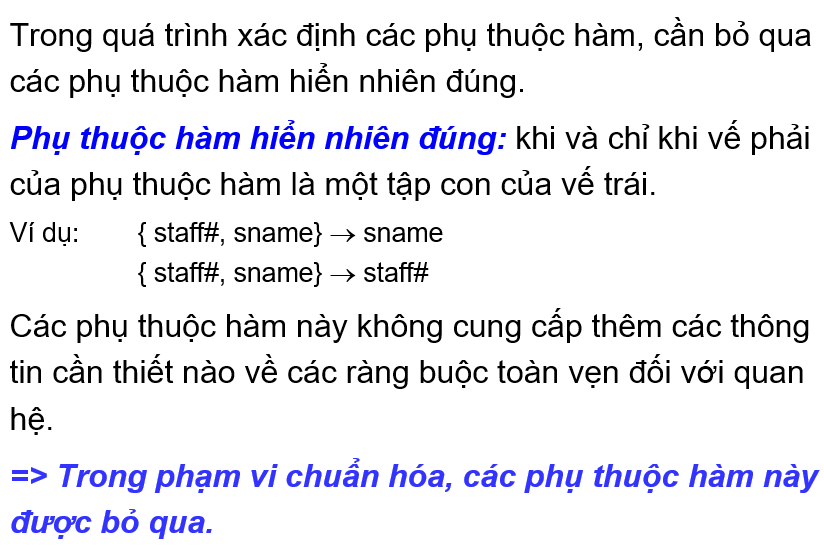 Trong quá trình xác định các phụ thuộc hàm, cần bỏ qua
các phụ thuộc hàm hiển nhiên đúng.
Phụ thuộc hàm hiển nhiên đúng: khi và chỉ khi vế phải
của phụ thuộc hàm là một tập con của vế trái.
Ví dụ: { staff#, sname} → sname
{ staff#, sname} → staff#
Các phụ thuộc hàm này không cung cấp thêm các thông
tin cần thiết nào về các ràng buộc toàn vẹn đối với quan
hệ.
=> Trong phạm vi chuẩn hóa, các phụ thuộc hàm này
được bỏ qua.